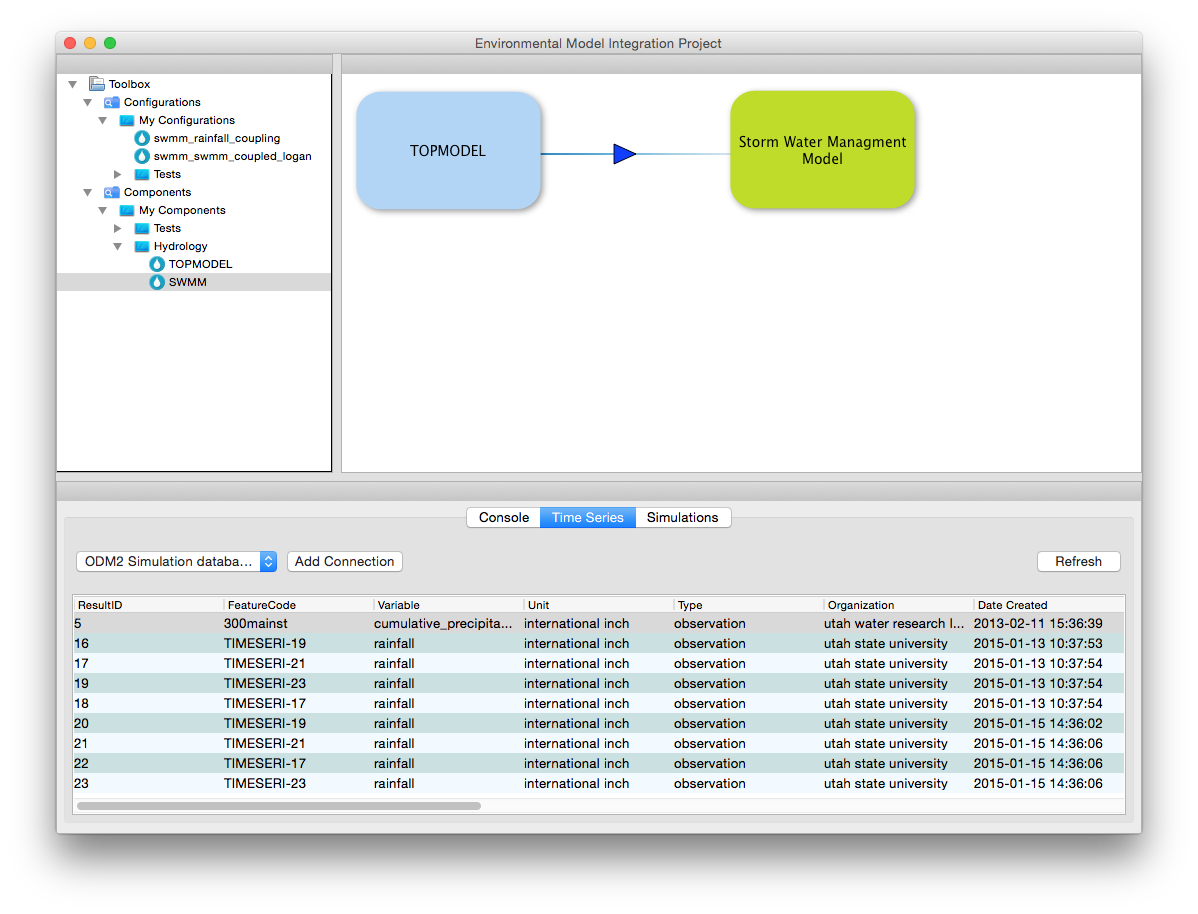 Environmental Model Integration Project
Toolbox
Configurations
My Configurations
swmm_rainfall_coupling
swmm_swmm_coupled_logan
Tests
Components
My Components
Tests
Hydrology
TOPMODEL
SWMM
TOPMODEL
Storm Water Managment
Model
Console Time Series Simulations
ODM2 Simulation databa... Add Connection Refresh
ResultID FeatureCode Variable Unit Type Organization Date Created
5 300mainst cumulative_precipita... international inch observation utah water research l... 2013-02-11 15:36:39
16 TIMESERI-19 rainfall international inch observation utah state university 2015-01-13 10:37:53
17 TIMESERI-21 rainfall international inch observation utah state university 2015-01-13 10:37:54
19 TIMESERI-23 rainfall international inch observation utah state university 2015-01-13 10:37:54
18 TIMESERI-17 rainfall international inch observation utah state university 2015-01-13 10:37:54
20 TIMESERI-19 rainfall international inch observation utah state university 2015-01-15 14:36:02
21 TIMESERI-21 rainfall international inch observation utah state university 2015-01-15 14:36:06
22 TIMESERI-17 rainfall international inch observation utah state university 2015-01-15 14:36:06
23 TIMESERI-23 rainfall international inch observation utah state university 2015-01-15 14:36:06